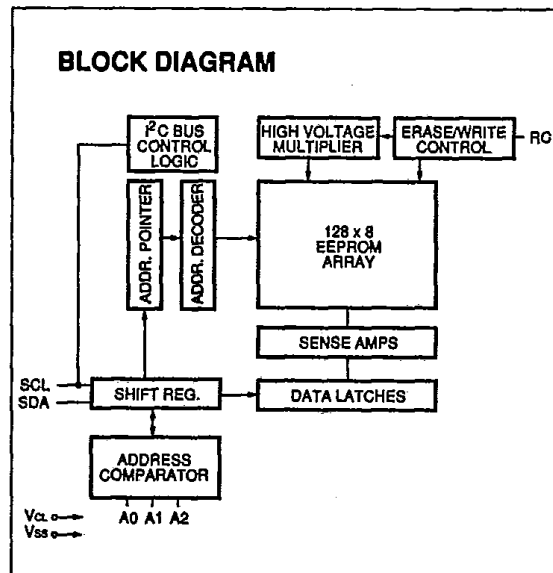 BLOCK DIAGRAM
I²C BUS
CONTROL
LOGIC
HIGH VOLTAGE
MULTIPLIER
ERASE/WRITE
CONTROL
RC
ADDR. POINTER
ADDR. DECODER
128 x 8
EEPROM
ARRAY
SENSE AMPS
SCL
SDA
SHIFT REG.
DATA LATCHES
ADDRESS
COMPARATOR
VCL
VSS
A0 A1 A2